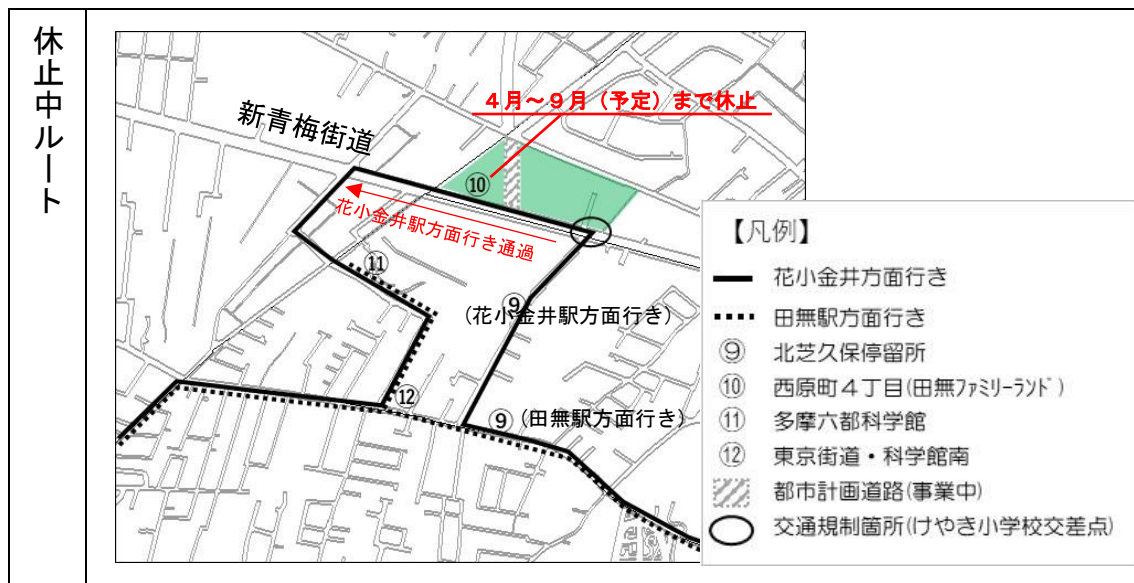 休止中ルート
4月～9月（予定）まで休止
新青梅街道
⑩
花小金井駅方面行き通過
⑪
⑨
(花小金井駅方面行き)
⑫
⑨
(田無駅方面行き)
【凡例】
花小金井方面行き
田無駅方面行き
⑨ 北芝久保停留所
⑩ 西原町４丁目(田無ﾌｧﾐﾘｰﾗﾝﾄﾞ)
⑪ 多摩六都科学館
⑫ 東京街道・科学館南
都市計画道路(事業中)
交通規制箇所(けやき小学校交差点)